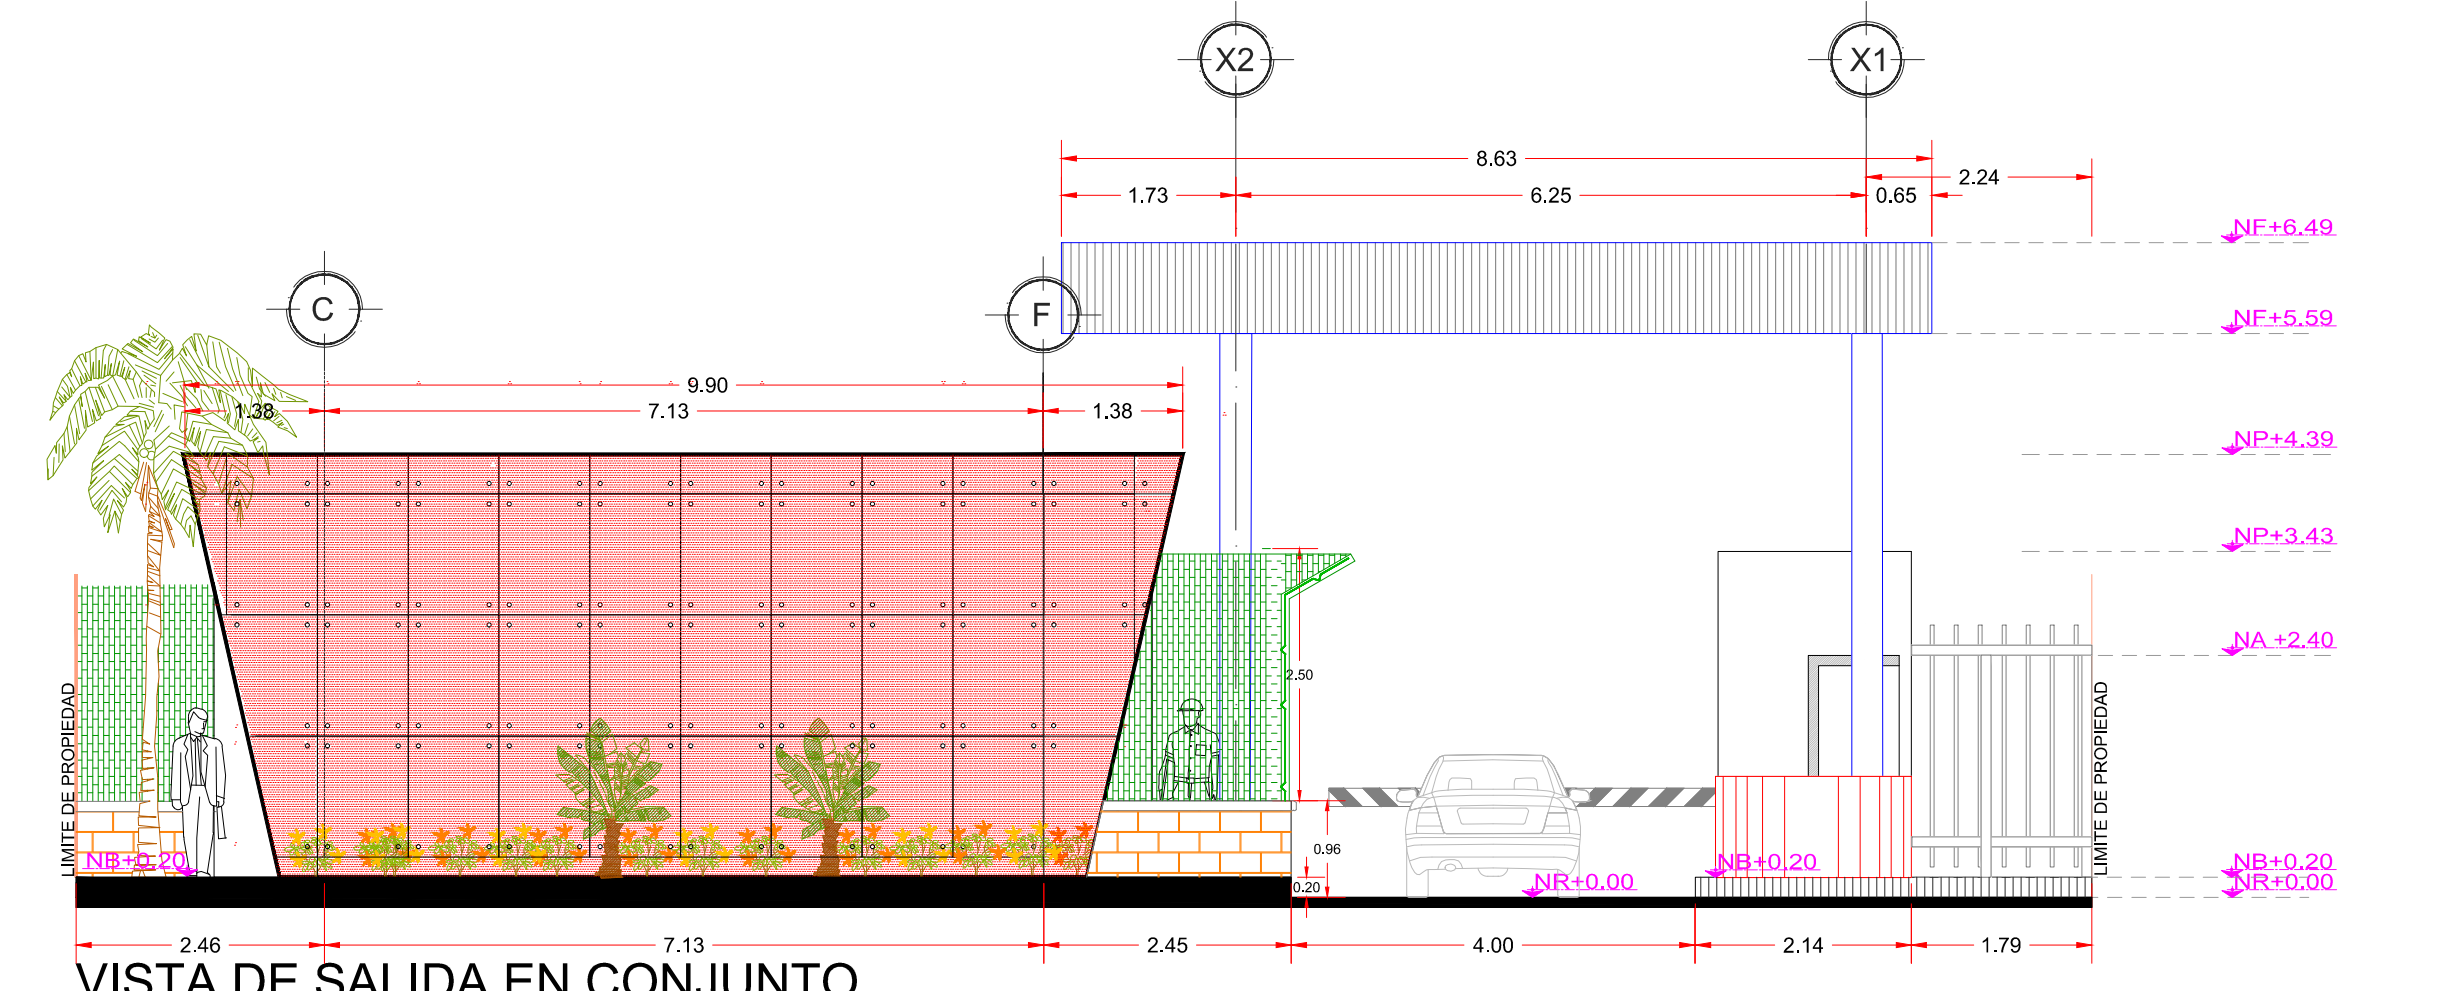 X2
X1
8.63
2.24
1.73
6.25
0.65
NF+6.49
C
F
NF+5.59
9.90
1.38
7.13
1.38
NP+4.39
NP+3.43
NA +2.40
2.50
LIMITE DE PROPIEDAD
LIMITE DE PROPIEDAD
0.96
NB+0.20
NB+0.20
NB+0.20
0.20
NR+0.00
NR+0.00
2.46
7.13
2.45
4.00
2.14
1.79
VISTA DE SALIDA EN CONJUNTO